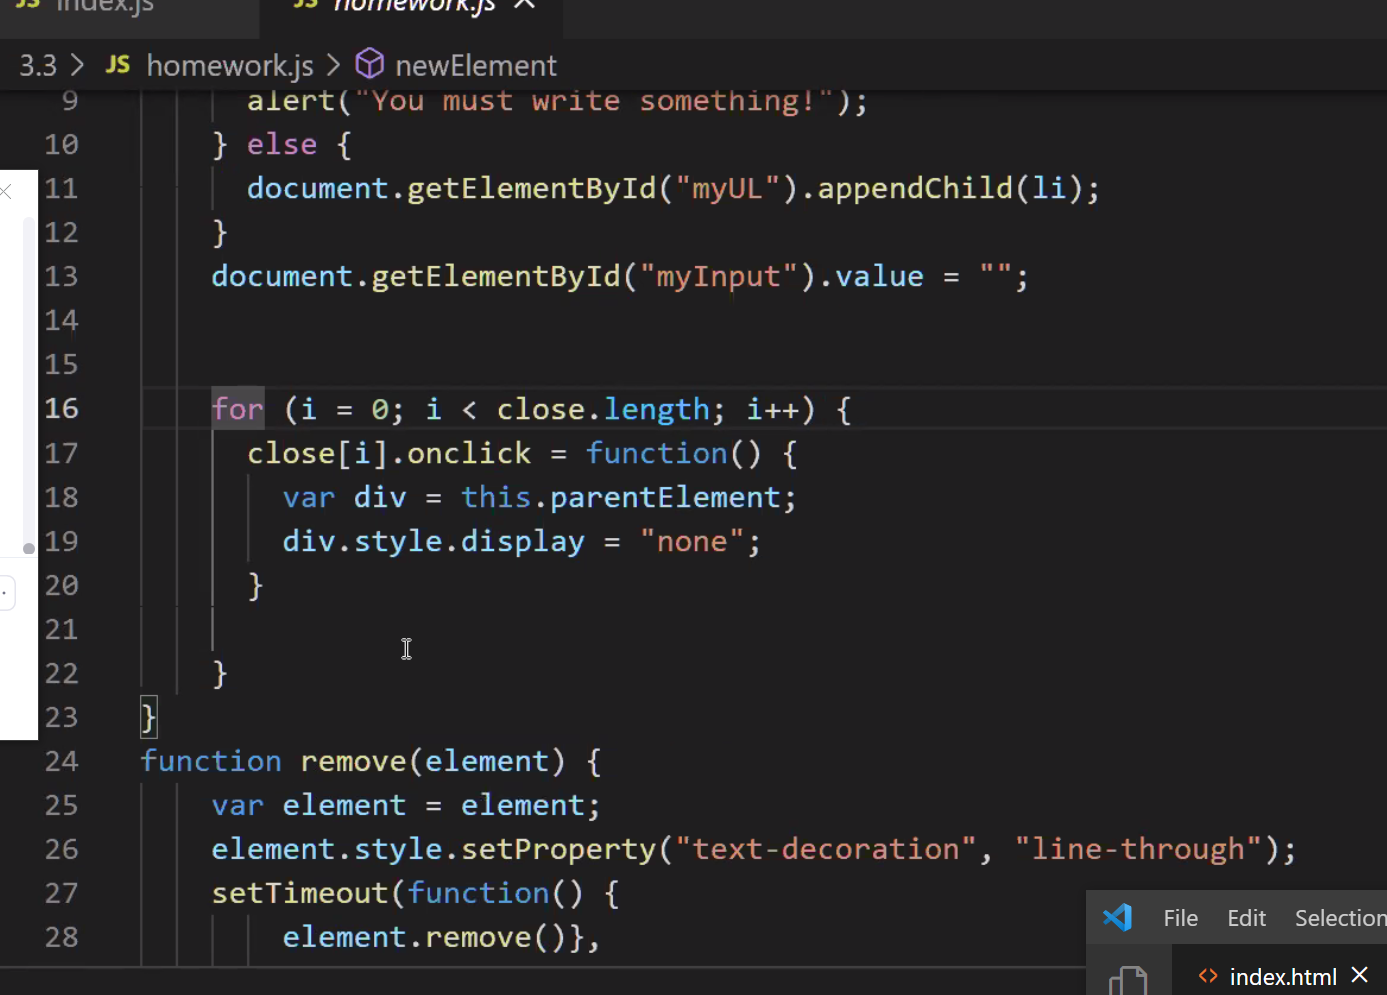 JS index.js JS homework.js ×
3.3 > JS homework.js > newElement
9 alert("You must write something!");
10 } else {
11 document.getElementById("myUL").appendChild(li);
12 }
13 document.getElementById("myInput").value = "";
14
15
16 for (i = 0; i < close.length; i++) {
17 close[i].onclick = function() {
18 var div = this.parentElement;
19 div.style.display = "none";
20 }
21
22 }
23 }
24 function remove(element) {
25 var element = element;
26 element.style.setProperty("text-decoration", "line-through");
27 setTimeout(function() {
28 element.remove()},
File Edit Selection
<> index.html ×